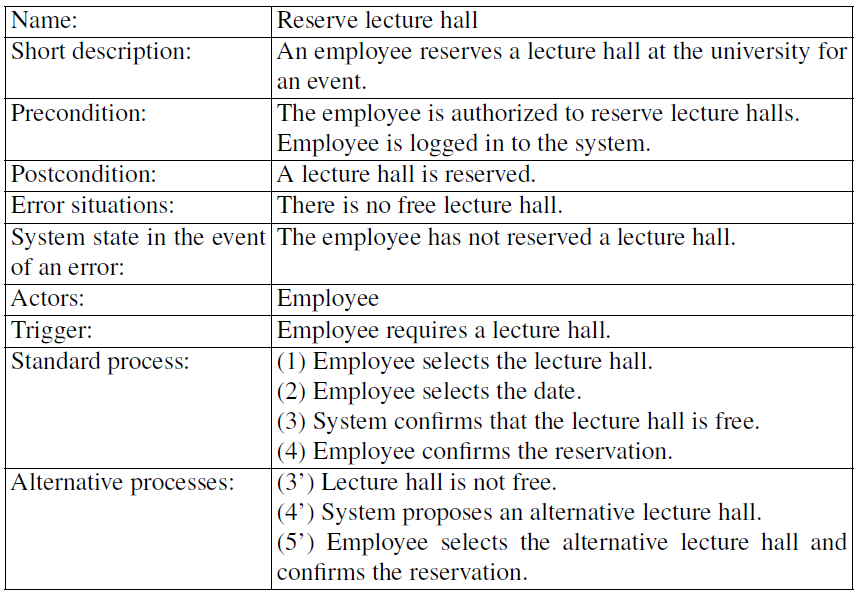 Name:
Reserve lecture hall
Short description:
An employee reserves a lecture hall at the university for
an event.
Precondition:
The employee is authorized to reserve lecture halls.
Employee is logged in to the system.
Postcondition:
A lecture hall is reserved.
Error situations:
There is no free lecture hall.
System state in the event
of an error:
The employee has not reserved a lecture hall.
Actors:
Employee
Trigger:
Employee requires a lecture hall.
Standard process:
(1) Employee selects the lecture hall.
(2) Employee selects the date.
(3) System confirms that the lecture hall is free.
(4) Employee confirms the reservation.
Alternative processes:
(3’) Lecture hall is not free.
(4’) System proposes an alternative lecture hall.
(5’) Employee selects the alternative lecture hall and
confirms the reservation.